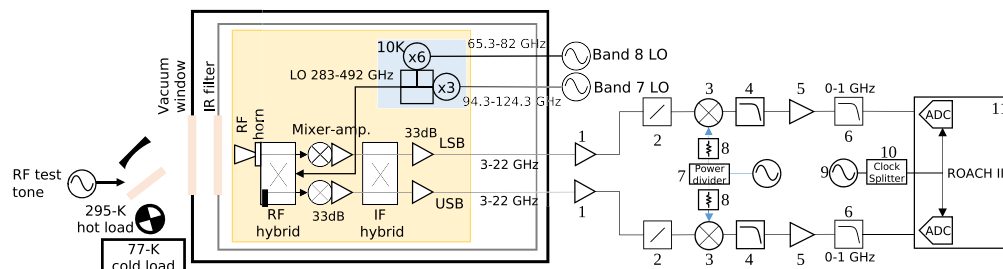 65.3-82 GHz
10K
x6
Band 8 LO
LO 283-492 GHz
x3
Band 7 LO
94.3-124.3 GHz
Vacuum
window
IR filter
RF
horn
Mixer-amp.
33dB
LSB
3-22 GHz
1
3
4
5
0-1 GHz
2
6
8
ADC
11
RF test
tone
7
Power
divider
9
10
Clock
Splitter
ROACH II
33dB
USB
3-22 GHz
1
8
RF
hybrid
IF
hybrid
295-K
hot load
77-K
cold load
6
ADC
2
3
4
5
0-1 GHz